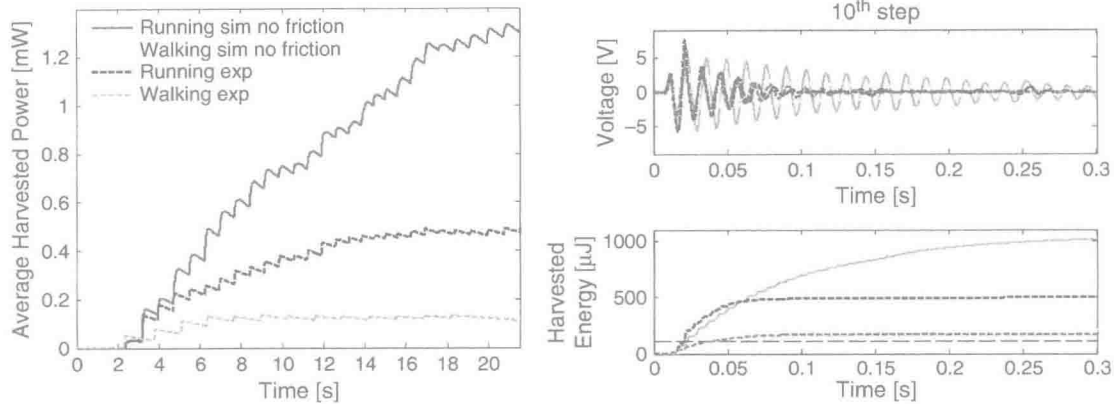 Average Harvested Power [mW]
1.2
1
0.8
0.6
0.4
0.2
0
Running sim no friction
Walking sim no friction
Running exp
Walking exp
0 2 4 6 8 10 12 14 16 18 20
Time [s]
10th step
Voltage [V]
5
0
−5
0 0.05 0.1 0.15 0.2 0.25 0.3
Time [s]
Harvested
Energy [µJ]
1000
500
0
0 0.05 0.1 0.15 0.2 0.25 0.3
Time [s]